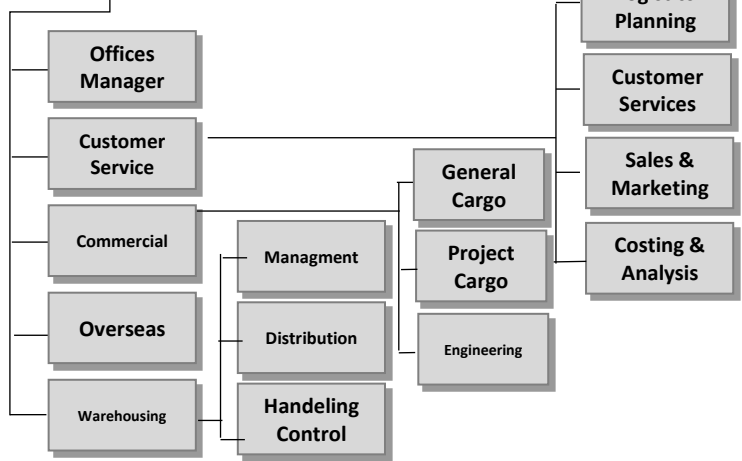 Planning
Offices
Manager
Customer
Services
Customer
Service
Sales &
Marketing
General
Cargo
Commercial
Managment
Project
Cargo
Costing &
Analysis
Overseas
Distribution
Engineering
Warehousing
Handeling
Control